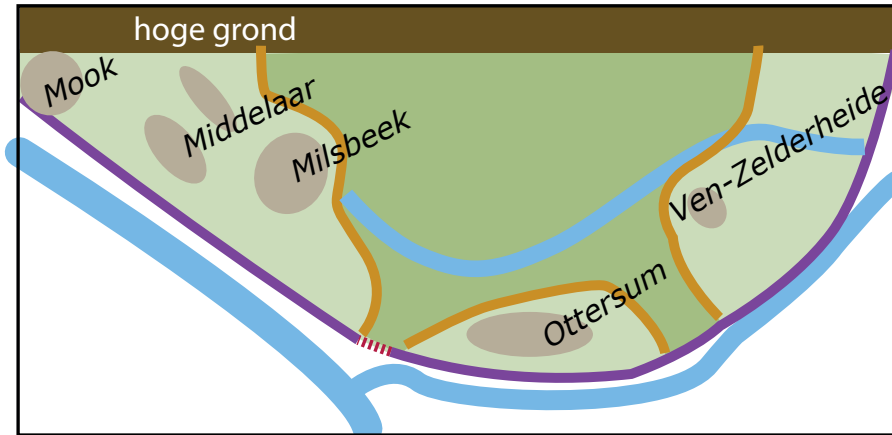 hoge grond
Mook
Middelaar
Milsbeek
Ven-Zelderheide
Ottersum